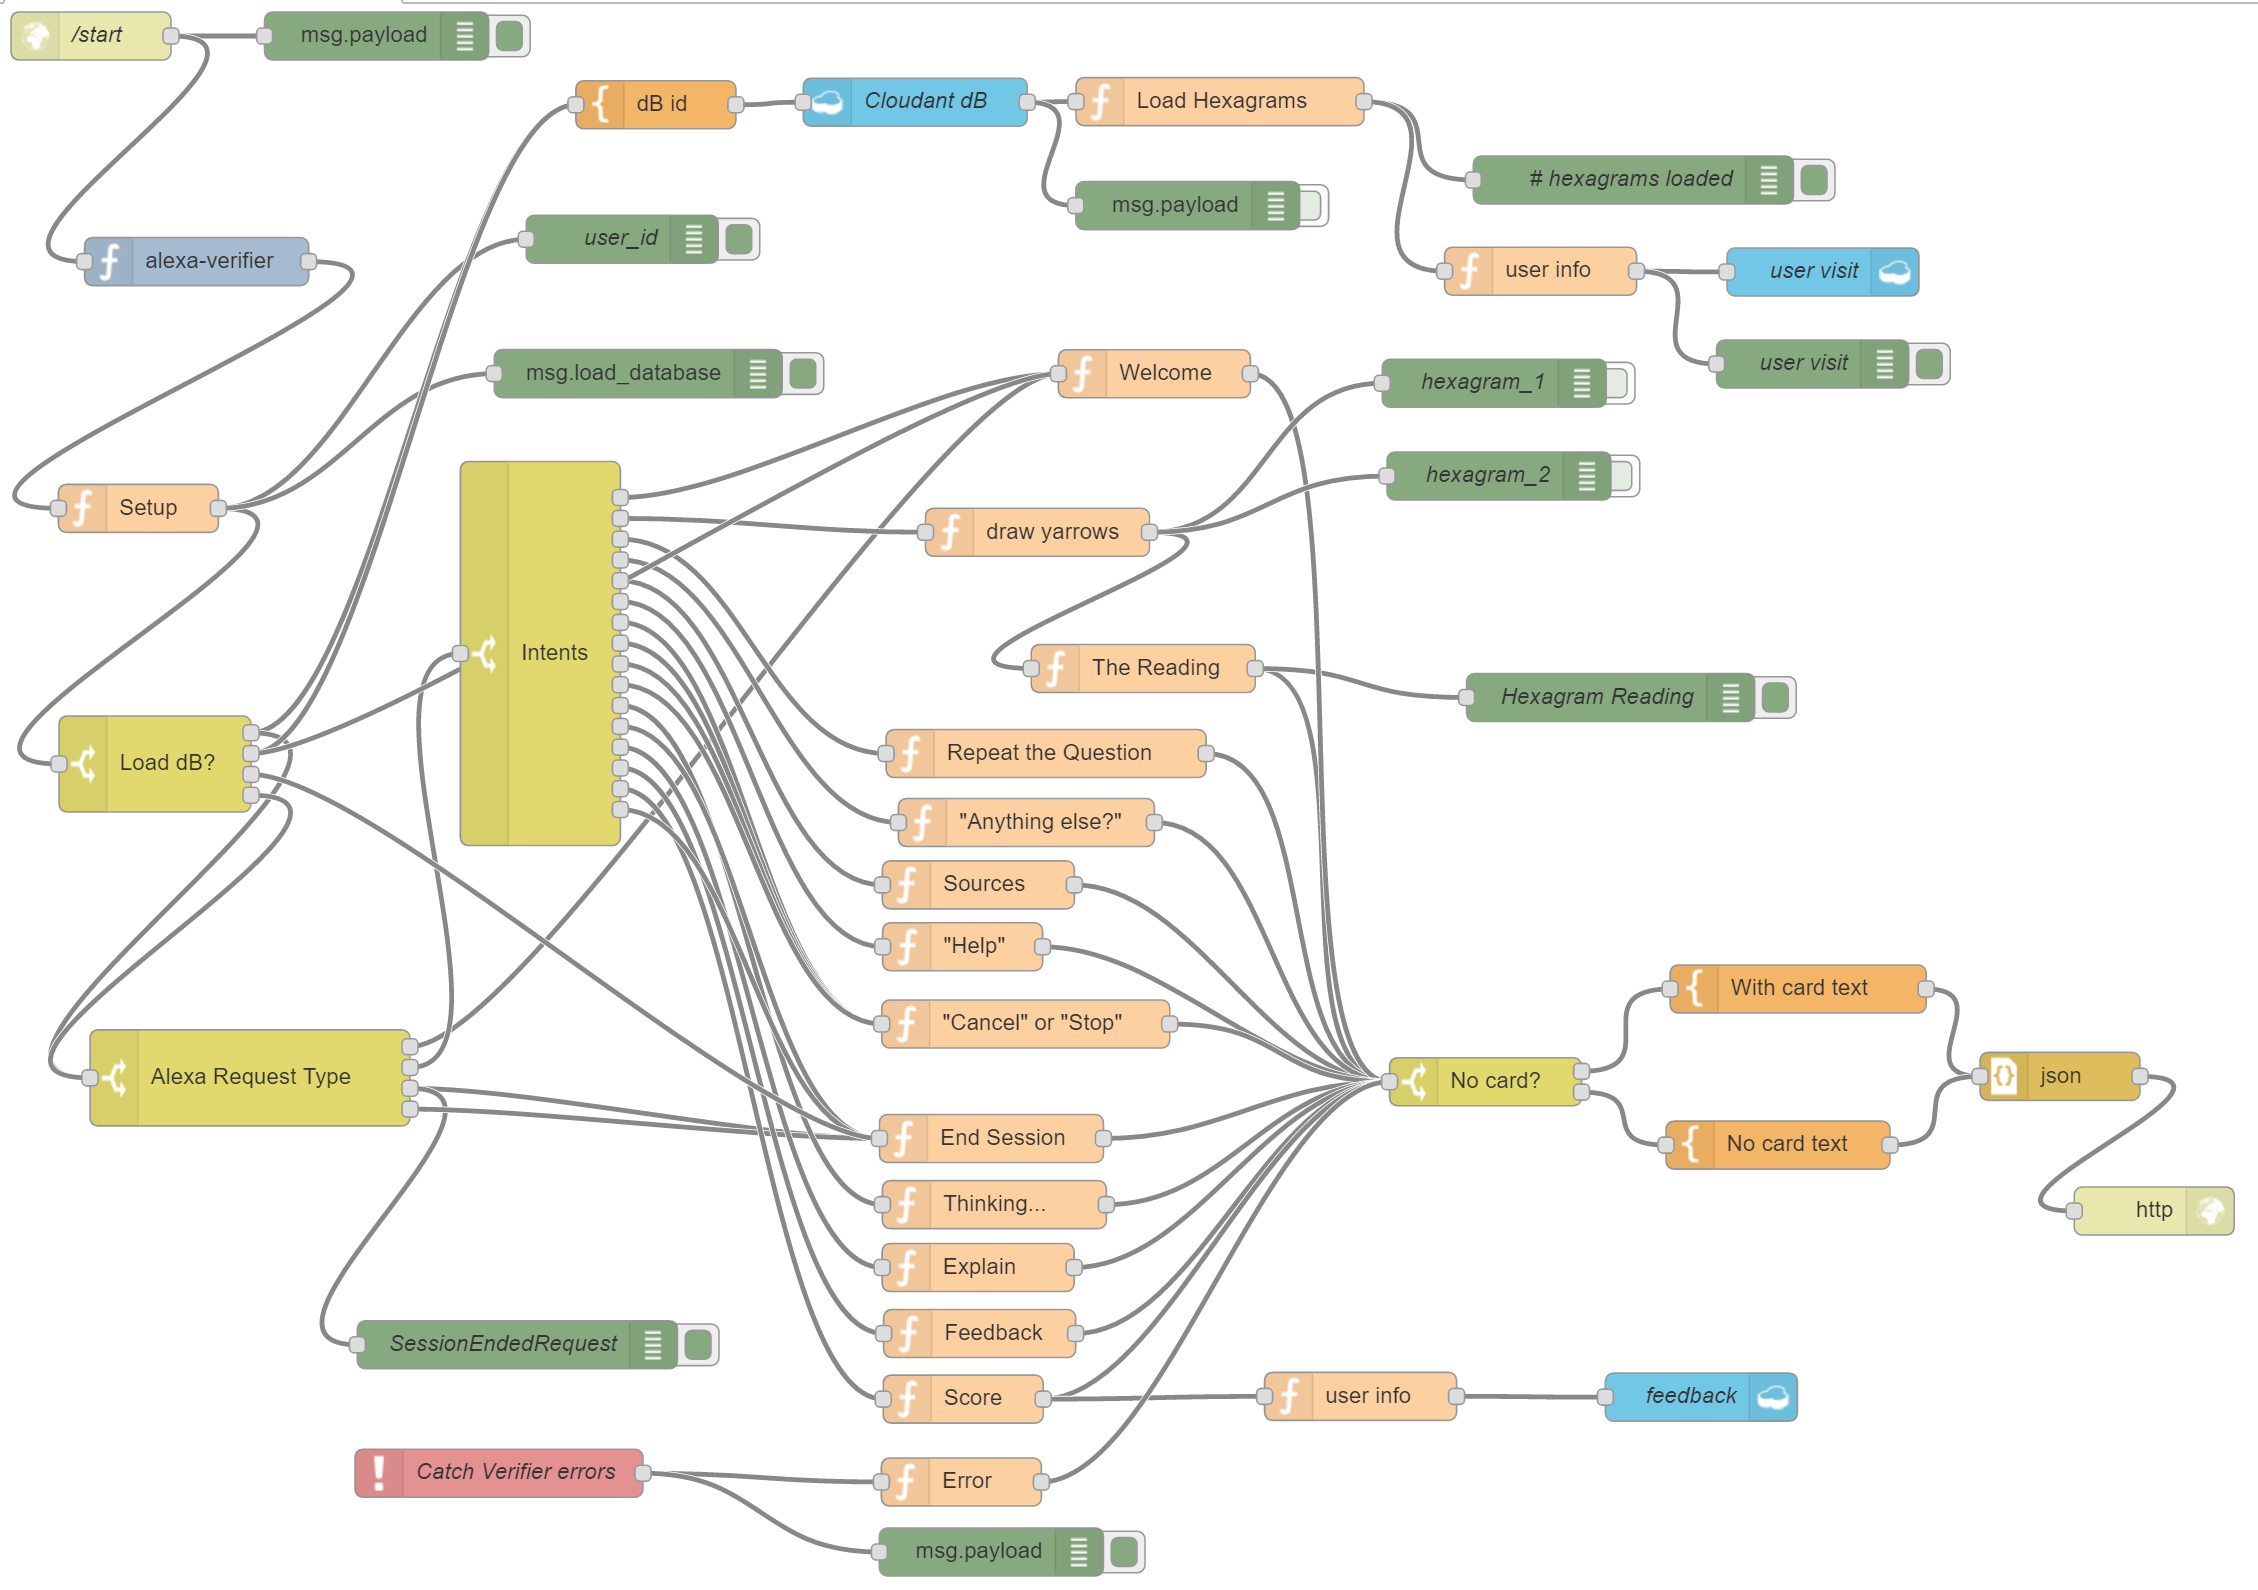 /start
msg.payload
dB id
Cloudant dB
Load Hexagrams
# hexagrams loaded
msg.payload
user_id
alexa-verifier
user info
user visit
user visit
msg.load_database
Welcome
hexagram_1
hexagram_2
Setup
draw yarrows
Intents
The Reading
Hexagram Reading
Load dB?
Repeat the Question
"Anything else?"
Sources
"Help"
With card text
"Cancel" or "Stop"
Alexa Request Type
No card?
json
End Session
No card text
Thinking...
http
Explain
Feedback
SessionEndedRequest
Score
user info
feedback
Catch Verifier errors
Error
msg.payload